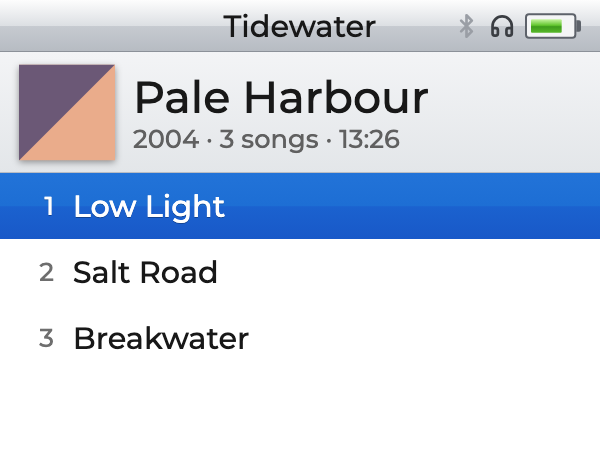 Tidewater
Pale Harbour
2004 · 3 songs · 13:26
1 Low Light
2 Salt Road
3 Breakwater